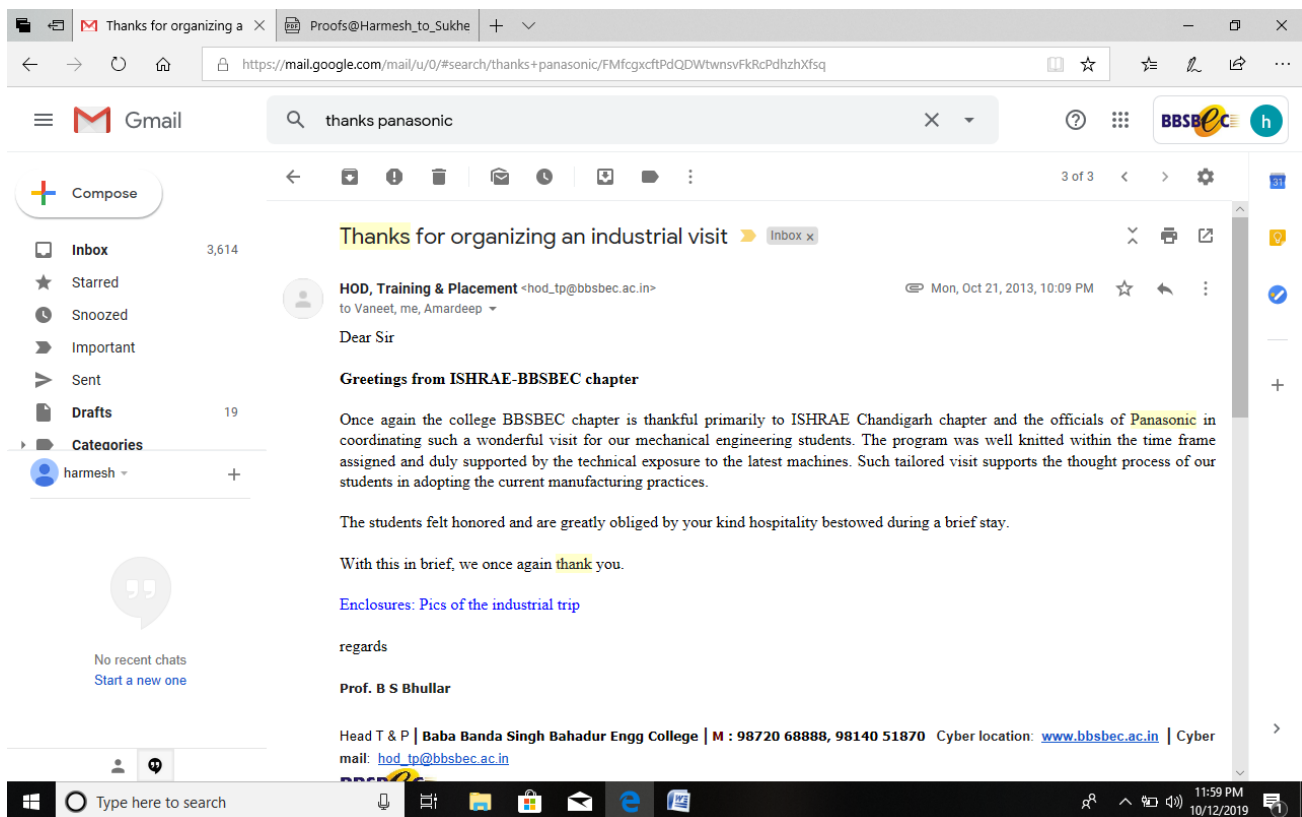 Thanks for organizing a
Proofs@Harmesh_to_Sukhe
https://mail.google.com/mail/u/0/#search/thanks+panasonic/FMfcgxcftPdQDWtwnsvFkRcPdhzhXfsq
Gmail
thanks panasonic
BBSBEC
h
Compose
3 of 3
31
Inbox 3,614
Starred
Snoozed
Important
Sent
Drafts 19
Categories
harmesh
No recent chats
Start a new one
Thanks for organizing an industrial visit Inbox x
HOD, Training & Placement <hod_tp@bbsbec.ac.in> Mon, Oct 21, 2013, 10:09 PM
to Vaneet, me, Amardeep
Dear Sir
Greetings from ISHRAE-BBSBEC chapter
Once again the college BBSBEC chapter is thankful primarily to ISHRAE Chandigarh chapter and the officials of Panasonic in
coordinating such a wonderful visit for our mechanical engineering students. The program was well knitted within the time frame
assigned and duly supported by the technical exposure to the latest machines. Such tailored visit supports the thought process of our
students in adopting the current manufacturing practices.
The students felt honored and are greatly obliged by your kind hospitality bestowed during a brief stay.
With this in brief, we once again thank you.
Enclosures: Pics of the industrial trip
regards
Prof. B S Bhullar
Head T & P | Baba Banda Singh Bahadur Engg College | M : 98720 68888, 98140 51870 Cyber location: www.bbsbec.ac.in | Cyber
mail: hod_tp@bbsbec.ac.in
Type here to search
11:59 PM
10/12/2019